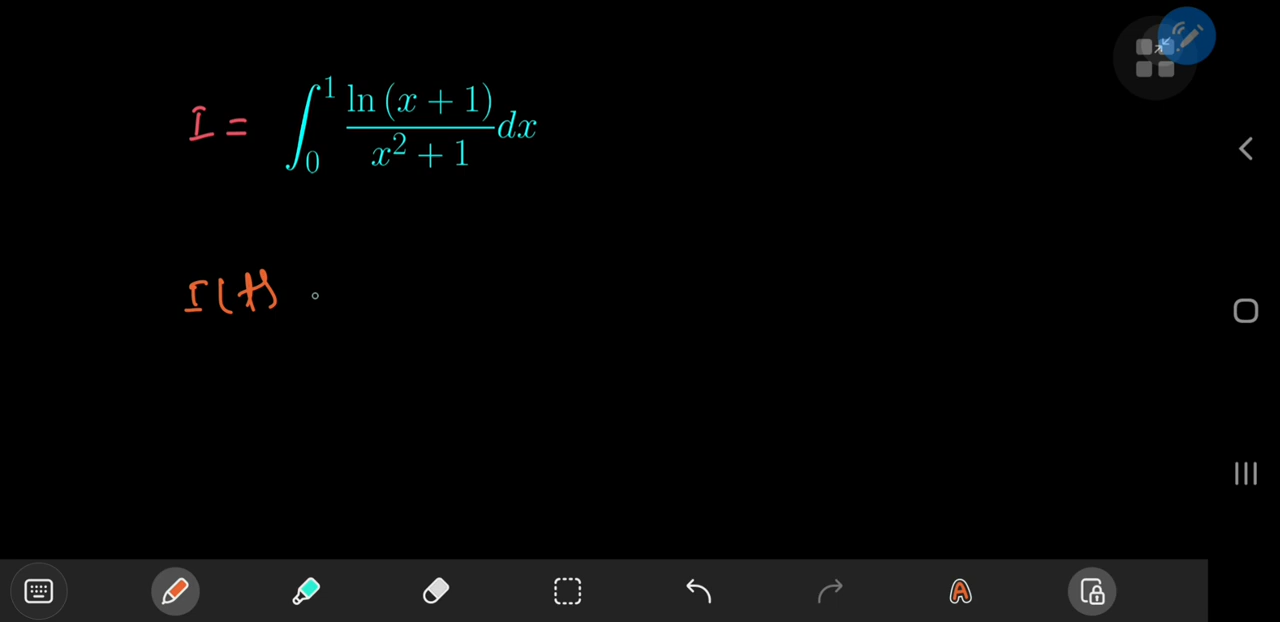 I = ∫₀¹ ln (x + 1) / (x² + 1) dx
I(t)